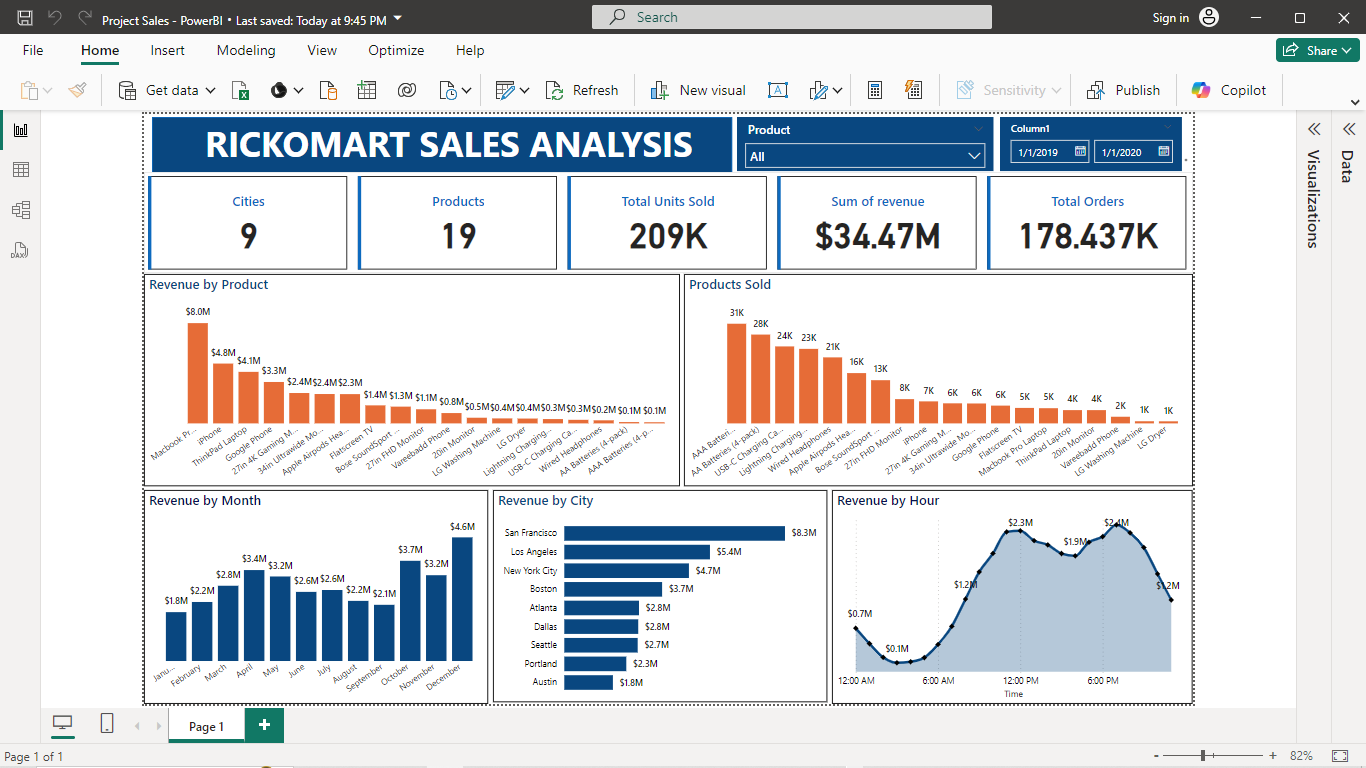 Project Sales - PowerBI • Last saved: Today at 9:45 PM
Search
Sign in
File Home Insert Modeling View Optimize Help
Share
Get data
Refresh
New visual
Sensitivity
Publish
Copilot
RICKOMART SALES ANALYSIS
Product
All
Column1
1/1/2019 1/1/2020
Visualizations
Data
Cities
9
Products
19
Total Units Sold
209K
Sum of revenue
$34.47M
Total Orders
178.437K
Revenue by Product
$8.0M
$4.8M
$4.1M
$3.3M
$2.4M $2.4M $2.3M
$1.4M $1.3M $1.1M $0.8M $0.5M $0.4M $0.4M $0.3M $0.3M $0.2M $0.1M $0.1M
Macbook Pr...
iPhone
ThinkPad Laptop
Google Phone
27in 4K Gaming M...
34in Ultrawide Mo...
Apple Airpods Hea...
Flatscreen TV
Bose SoundSport ...
27in FHD Monitor
Vareebadd Phone
20in Monitor
LG Washing Machine
LG Dryer
Lightning Charging...
USB-C Charging Ca...
Wired Headphones
AA Batteries (4-pack)
AAA Batteries (4-p...
Products Sold
31K
28K
24K
23K
21K
16K
13K
8K
7K
6K
6K
6K
5K
5K
4K
4K
2K
1K
1K
AAA Batteri...
AA Batteries (4-pack)
USB-C Charging Ca...
Lightning Charging...
Wired Headphones
Apple Airpods Hea...
Bose SoundSport ...
27in FHD Monitor
iPhone
27in 4K Gaming M...
34in Ultrawide Mo...
Google Phone
Flatscreen TV
Macbook Pro Laptop
ThinkPad Laptop
20in Monitor
Vareebadd Phone
LG Washing Machine
LG Dryer
Revenue by Month
$1.8M
$2.2M
$2.8M
$3.4M
$3.2M
$2.6M
$2.6M
$2.2M
$2.1M
$3.7M
$3.2M
$4.6M
Janu...
February
March
April
May
June
July
August
September
October
November
December
Revenue by City
San Francisco $8.3M
Los Angeles $5.4M
New York City $4.7M
Boston $3.7M
Atlanta $2.8M
Dallas $2.8M
Seattle $2.7M
Portland $2.3M
Austin $1.8M
Revenue by Hour
$0.7M
$0.1M
$1.2M
$2.3M
$1.9M
$2.4M
$1.2M
12:00 AM 6:00 AM 12:00 PM 6:00 PM
Time
Page 1
Page 1 of 1
- + 82%
DAX